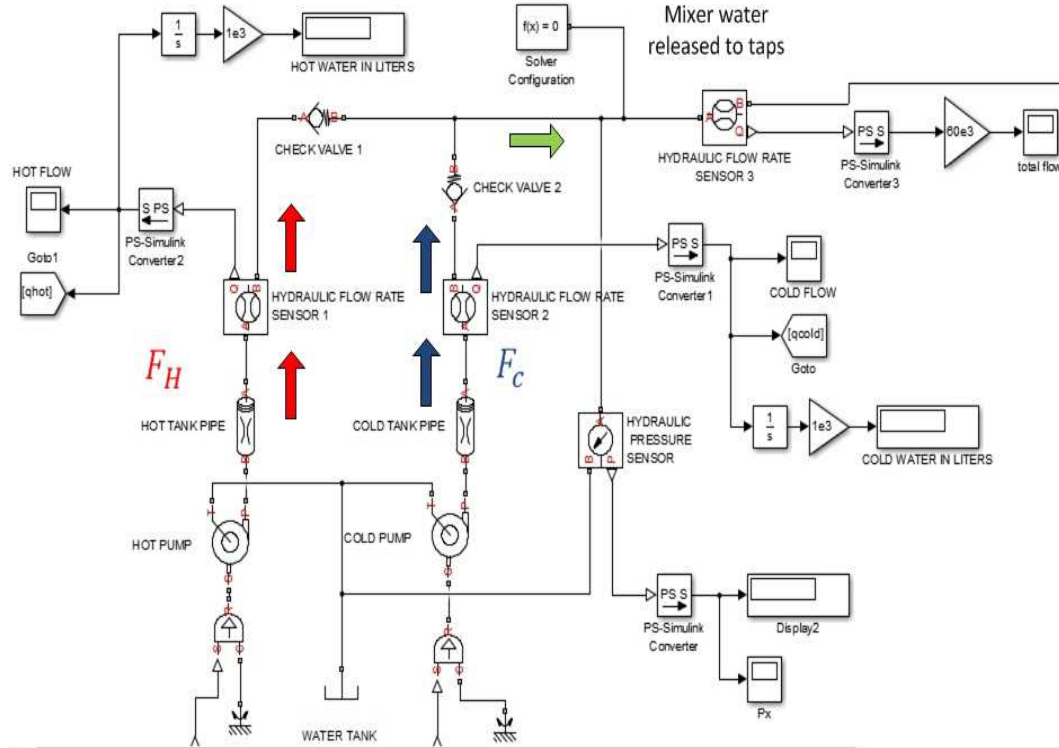 Mixer water
released to taps
1
s
1e3
HOT WATER IN LITERS
f(x) = 0
Solver
Configuration
A
B
CHECK VALVE 1
A
B
Q
HYDRAULIC FLOW RATE
SENSOR 3
PS S
PS-Simulink
Converter3
60e3
total flow
HOT FLOW
S PS
PS-Simulink
Converter2
Goto1
[qhot]
B
A
CHECK VALVE 2
Q
B
A
HYDRAULIC FLOW RATE
SENSOR 1
B
Q
A
HYDRAULIC FLOW RATE
SENSOR 2
PS S
PS-Simulink
Converter1
COLD FLOW
[qcold]
Goto
F_H
F_c
A
HOT TANK PIPE
B
A
COLD TANK PIPE
B
A
B
P
HYDRAULIC
PRESSURE
SENSOR
1
s
1e3
COLD WATER IN LITERS
T
P
HOT PUMP
S
T
P
COLD PUMP
S
R
S
C
R
S
C
PS S
PS-Simulink
Converter
Display2
Px
WATER TANK